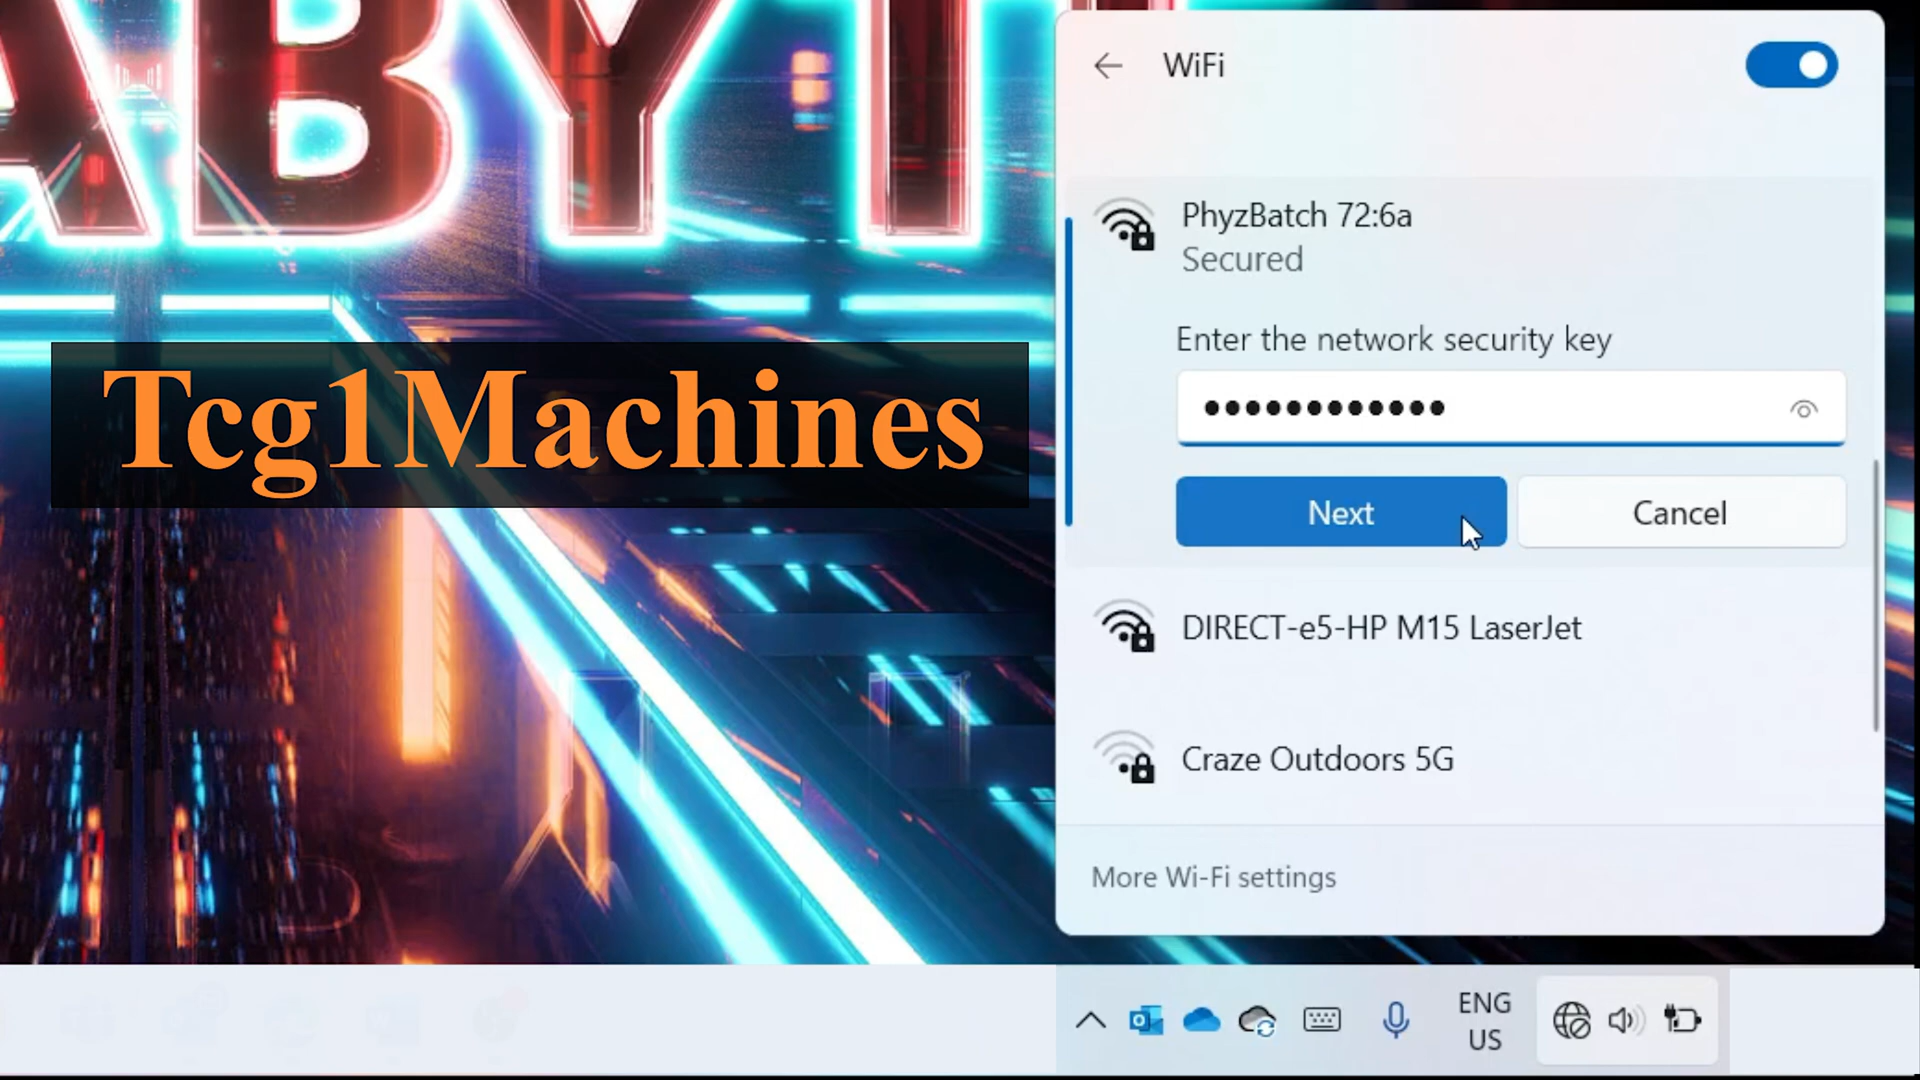 ABYT
WiFi
PhyzBatch 72:6a
Secured
Enter the network security key
Tcg1Machines
Next
Cancel
DIRECT-e5-HP M15 LaserJet
Craze Outdoors 5G
More Wi-Fi settings
ENG
US